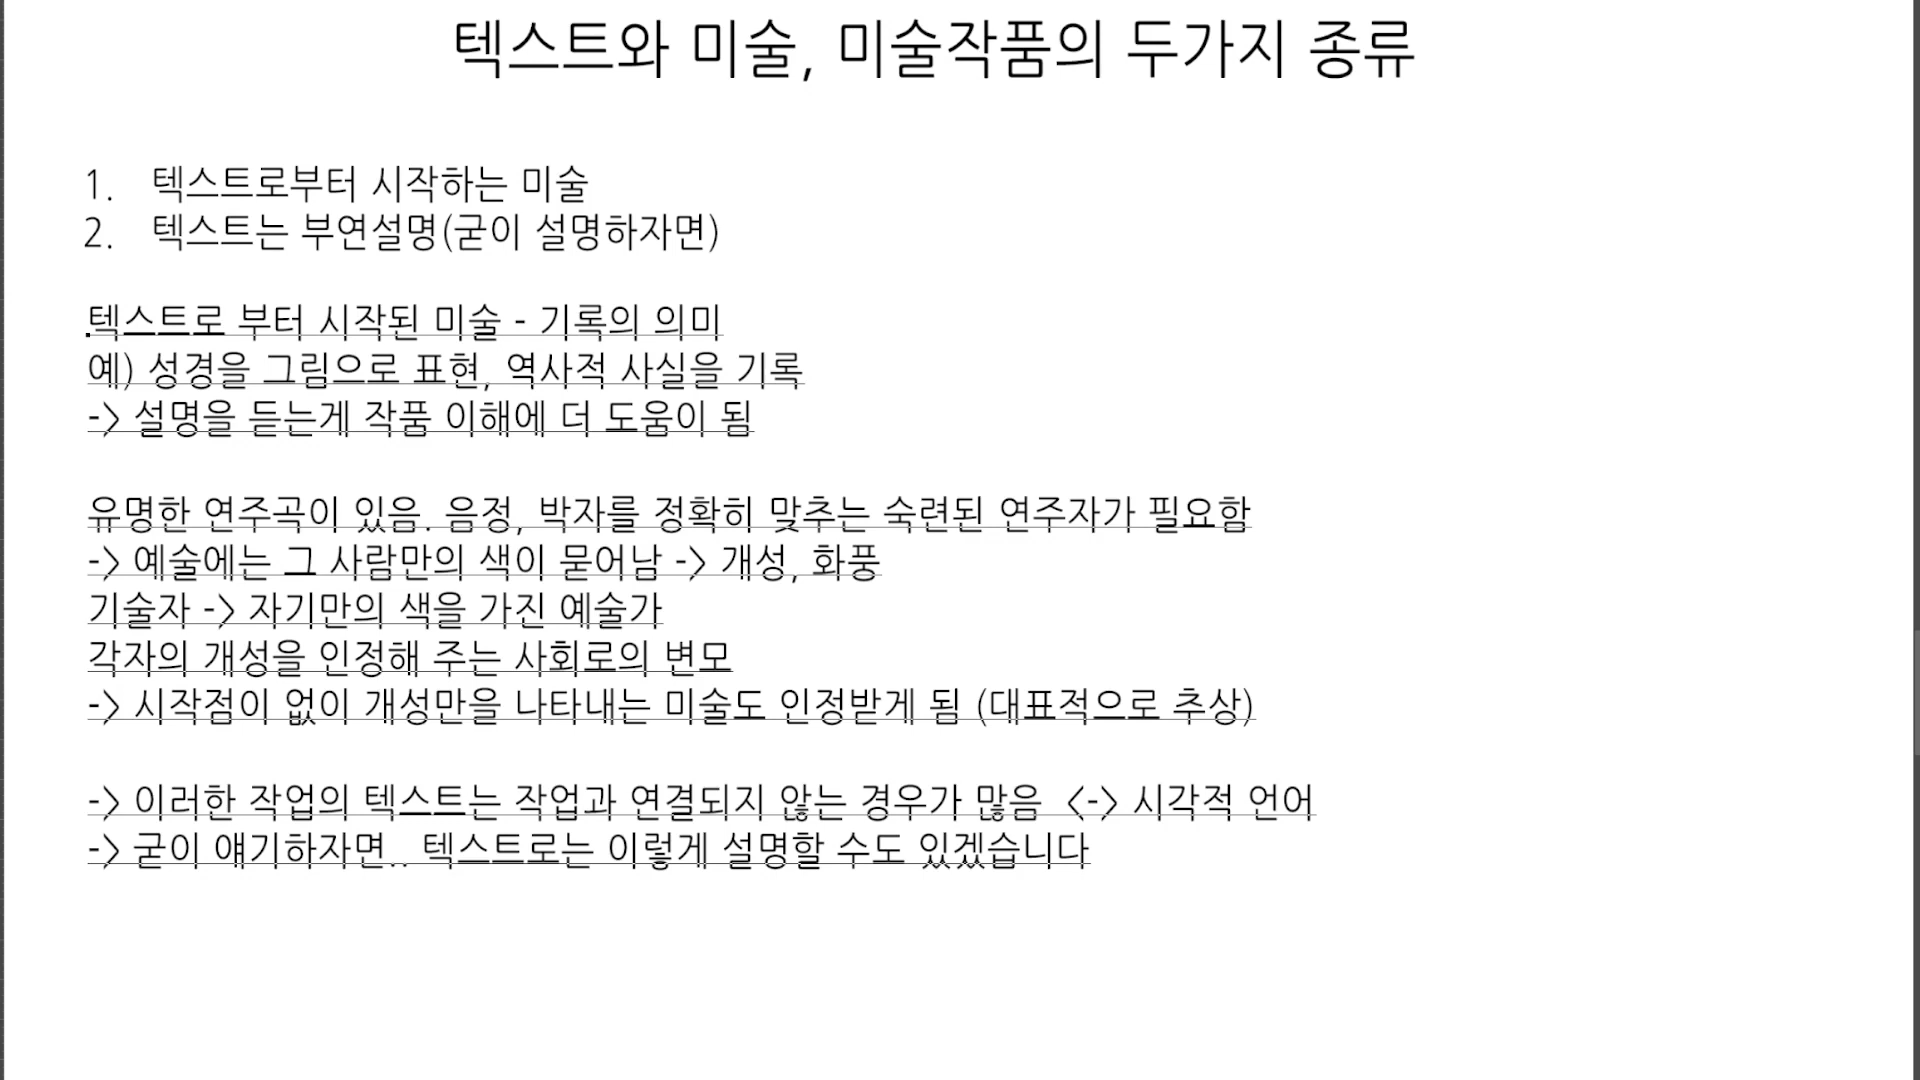 텍스트와 미술, 미술작품의 두가지 종류
1. 텍스트로부터 시작하는 미술
2. 텍스트는 부연설명(굳이 설명하자면)
텍스트로 부터 시작된 미술 - 기록의 의미
예) 성경을 그림으로 표현, 역사적 사실을 기록
-> 설명을 듣는게 작품 이해에 더 도움이 됨
유명한 연주곡이 있음. 음정, 박자를 정확히 맞추는 숙련된 연주자가 필요함
-> 예술에는 그 사람만의 색이 묻어남 -> 개성, 화풍
기술자 -> 자기만의 색을 가진 예술가
각자의 개성을 인정해 주는 사회로의 변모
-> 시작점이 없이 개성만을 나타내는 미술도 인정받게 됨 (대표적으로 추상)
-> 이러한 작업의 텍스트는 작업과 연결되지 않는 경우가 많음 <-> 시각적 언어
-> 굳이 얘기하자면.. 텍스트로는 이렇게 설명할 수도 있겠습니다